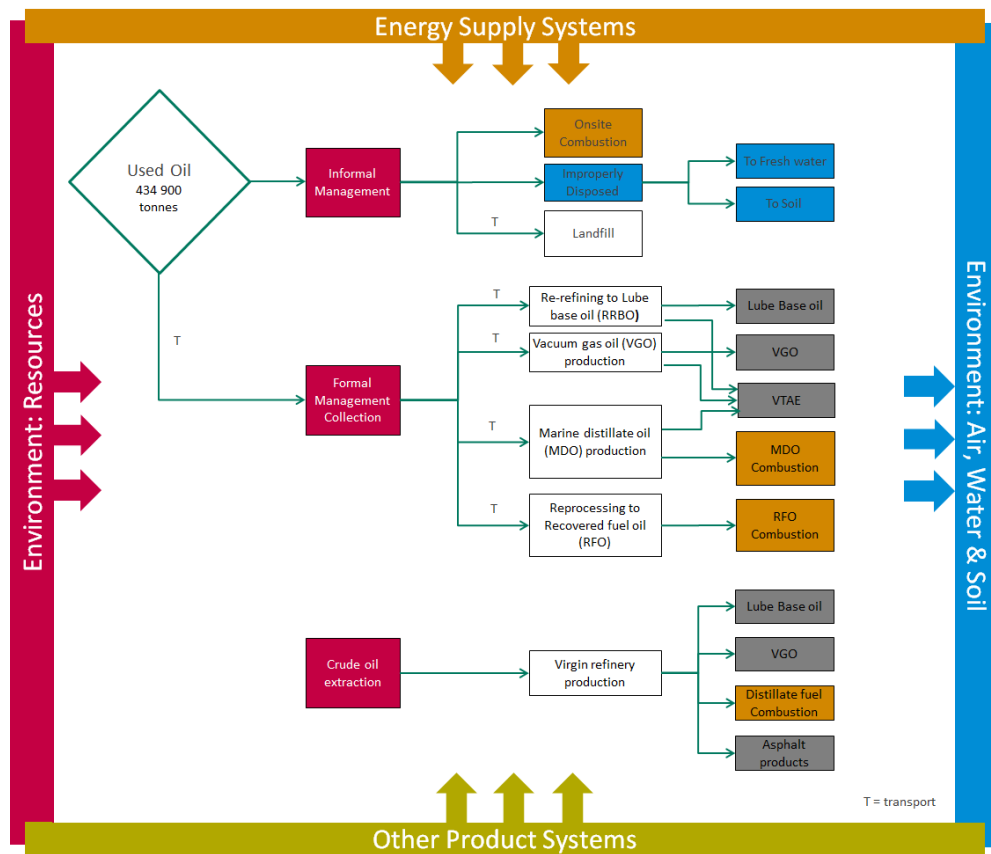 Energy Supply Systems
Environment: Resources
Used Oil
434 900
tonnes
Informal
Management
Onsite
Combustion
Improperly
Disposed
To Fresh water
To Soil
T
Landfill
T
T
Re-refining to Lube
base oil (RRBO)
Lube Base oil
T
Vacuum gas oil (VGO)
production
VGO
Formal
Management
Collection
VTAE
T
Marine distillate oil
(MDO) production
MDO
Combustion
T
Reprocessing to
Recovered fuel oil
(RFO)
RFO
Combustion
Crude oil
extraction
Virgin refinery
production
Lube Base oil
VGO
Distillate fuel
Combustion
Asphalt
products
Environment: Air, Water & Soil
T = transport
Other Product Systems